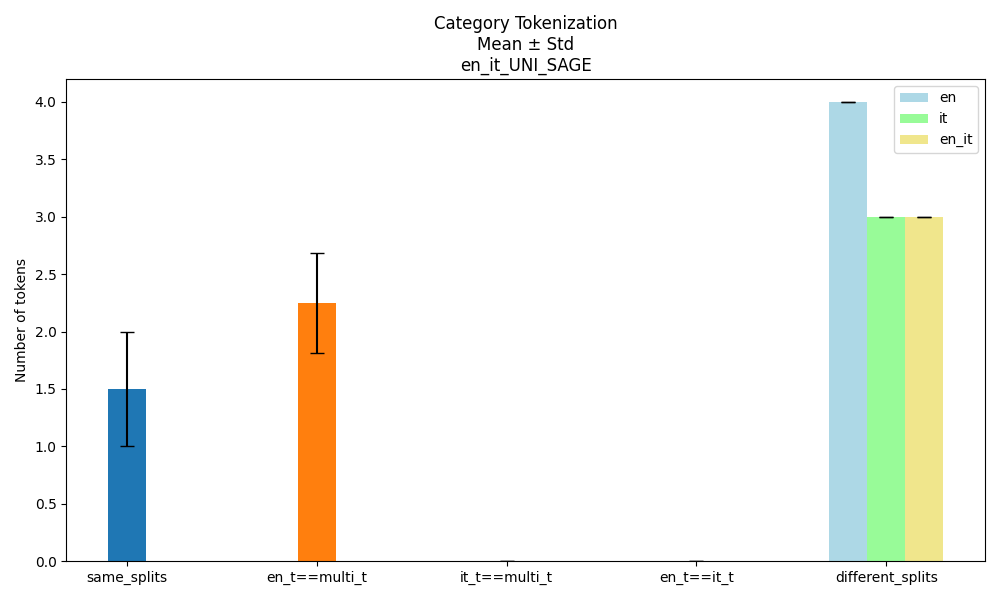 Category Tokenization
Mean ± Std
en_it_UNI_SAGE
Number of tokens
4.0
3.5
3.0
2.5
2.0
1.5
1.0
0.5
0.0
en
it
en_it
same_splits
en_t==multi_t
it_t==multi_t
en_t==it_t
different_splits